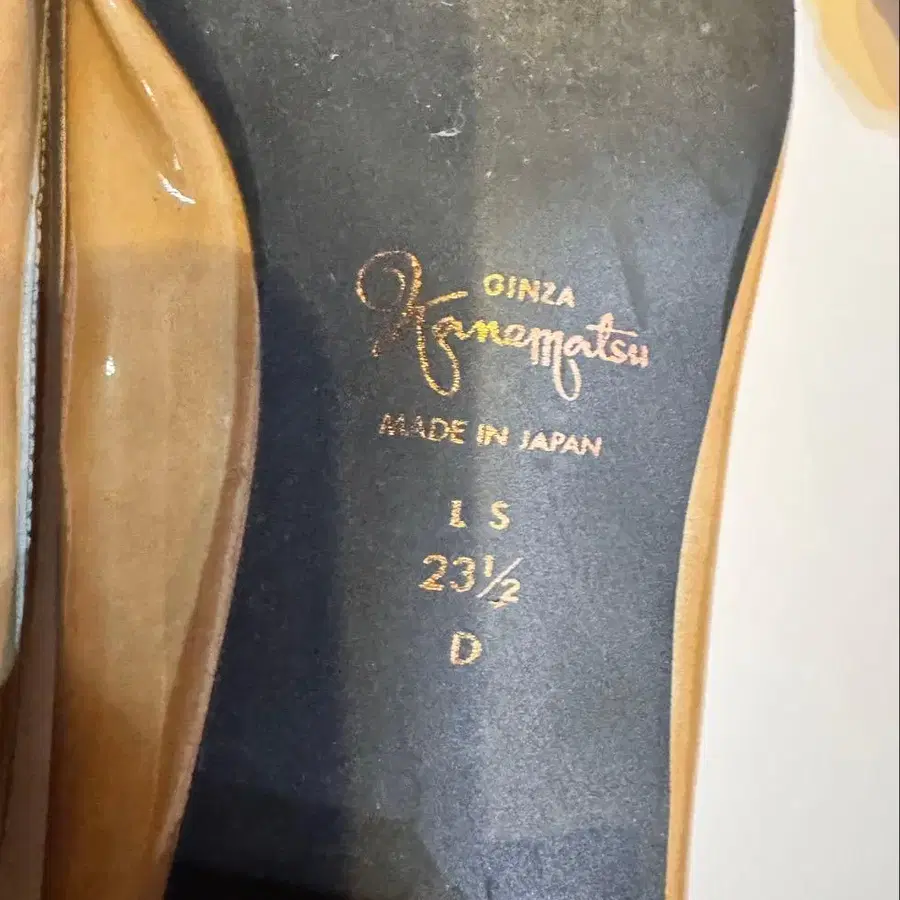 GINZA
Kanematsu
MADE IN JAPAN
L S
23½
D